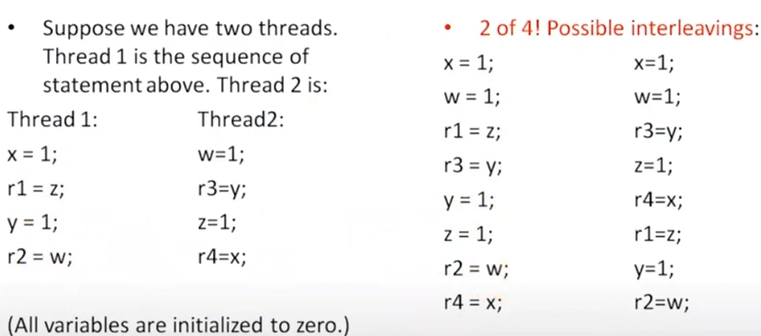 • Suppose we have two threads.
Thread 1 is the sequence of
statement above. Thread 2 is:
Thread 1: Thread2:
x = 1; w=1;
r1 = z; r3=y;
y = 1; z=1;
r2 = w; r4=x;
(All variables are initialized to zero.)
• 2 of 4! Possible interleavings:
x = 1; x=1;
w = 1; w=1;
r1 = z; r3=y;
r3 = y; z=1;
y = 1; r4=x;
z = 1; r1=z;
r2 = w; y=1;
r4 = x; r2=w;